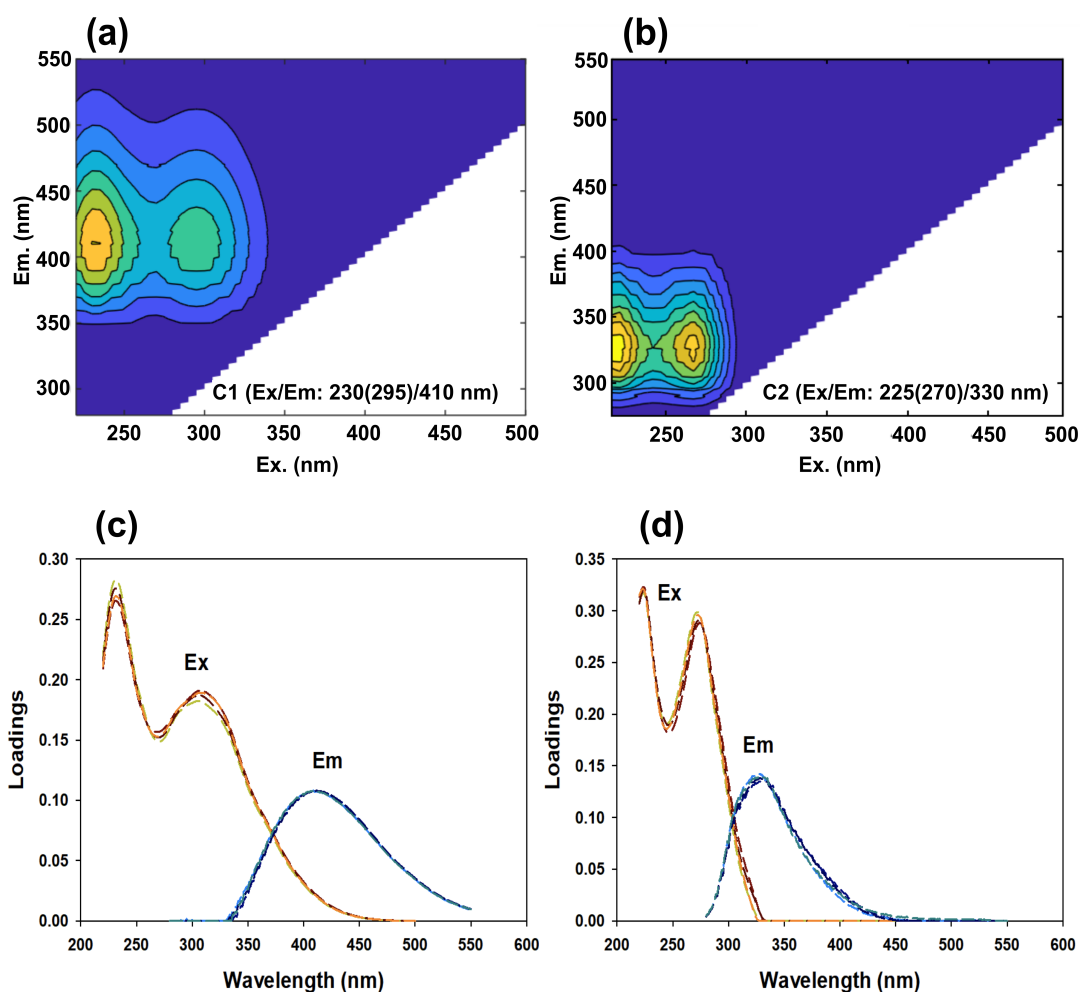 (a)
550
500
450
400
350
300
Em. (nm)
C1 (Ex/Em: 230(295)/410 nm)
250 300 350 400 450 500
Ex. (nm)
(b)
550
500
450
400
350
300
Em. (nm)
C2 (Ex/Em: 225(270)/330 nm)
250 300 350 400 450 500
Ex. (nm)
(c)
0.30
0.25
0.20
0.15
0.10
0.05
0.00
Loadings
Ex
Em
200 250 300 350 400 450 500 550 600
Wavelength (nm)
(d)
0.35
0.30
0.25
0.20
0.15
0.10
0.05
0.00
Loadings
Ex
Em
200 250 300 350 400 450 500 550 600
Wavelength (nm)